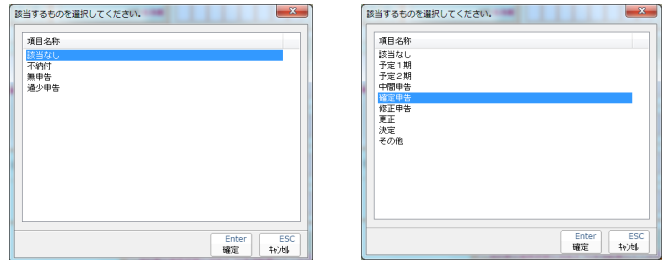 該当するものを選択してください。
項目名称
該当なし
不納付
無申告
過少申告
Enter
確定
ESC
ｷｬﾝｾﾙ
該当するものを選択してください。
項目名称
該当なし
予定１期
予定２期
中間申告
確定申告
修正申告
更正
決定
その他
Enter
確定
ESC
ｷｬﾝｾﾙ